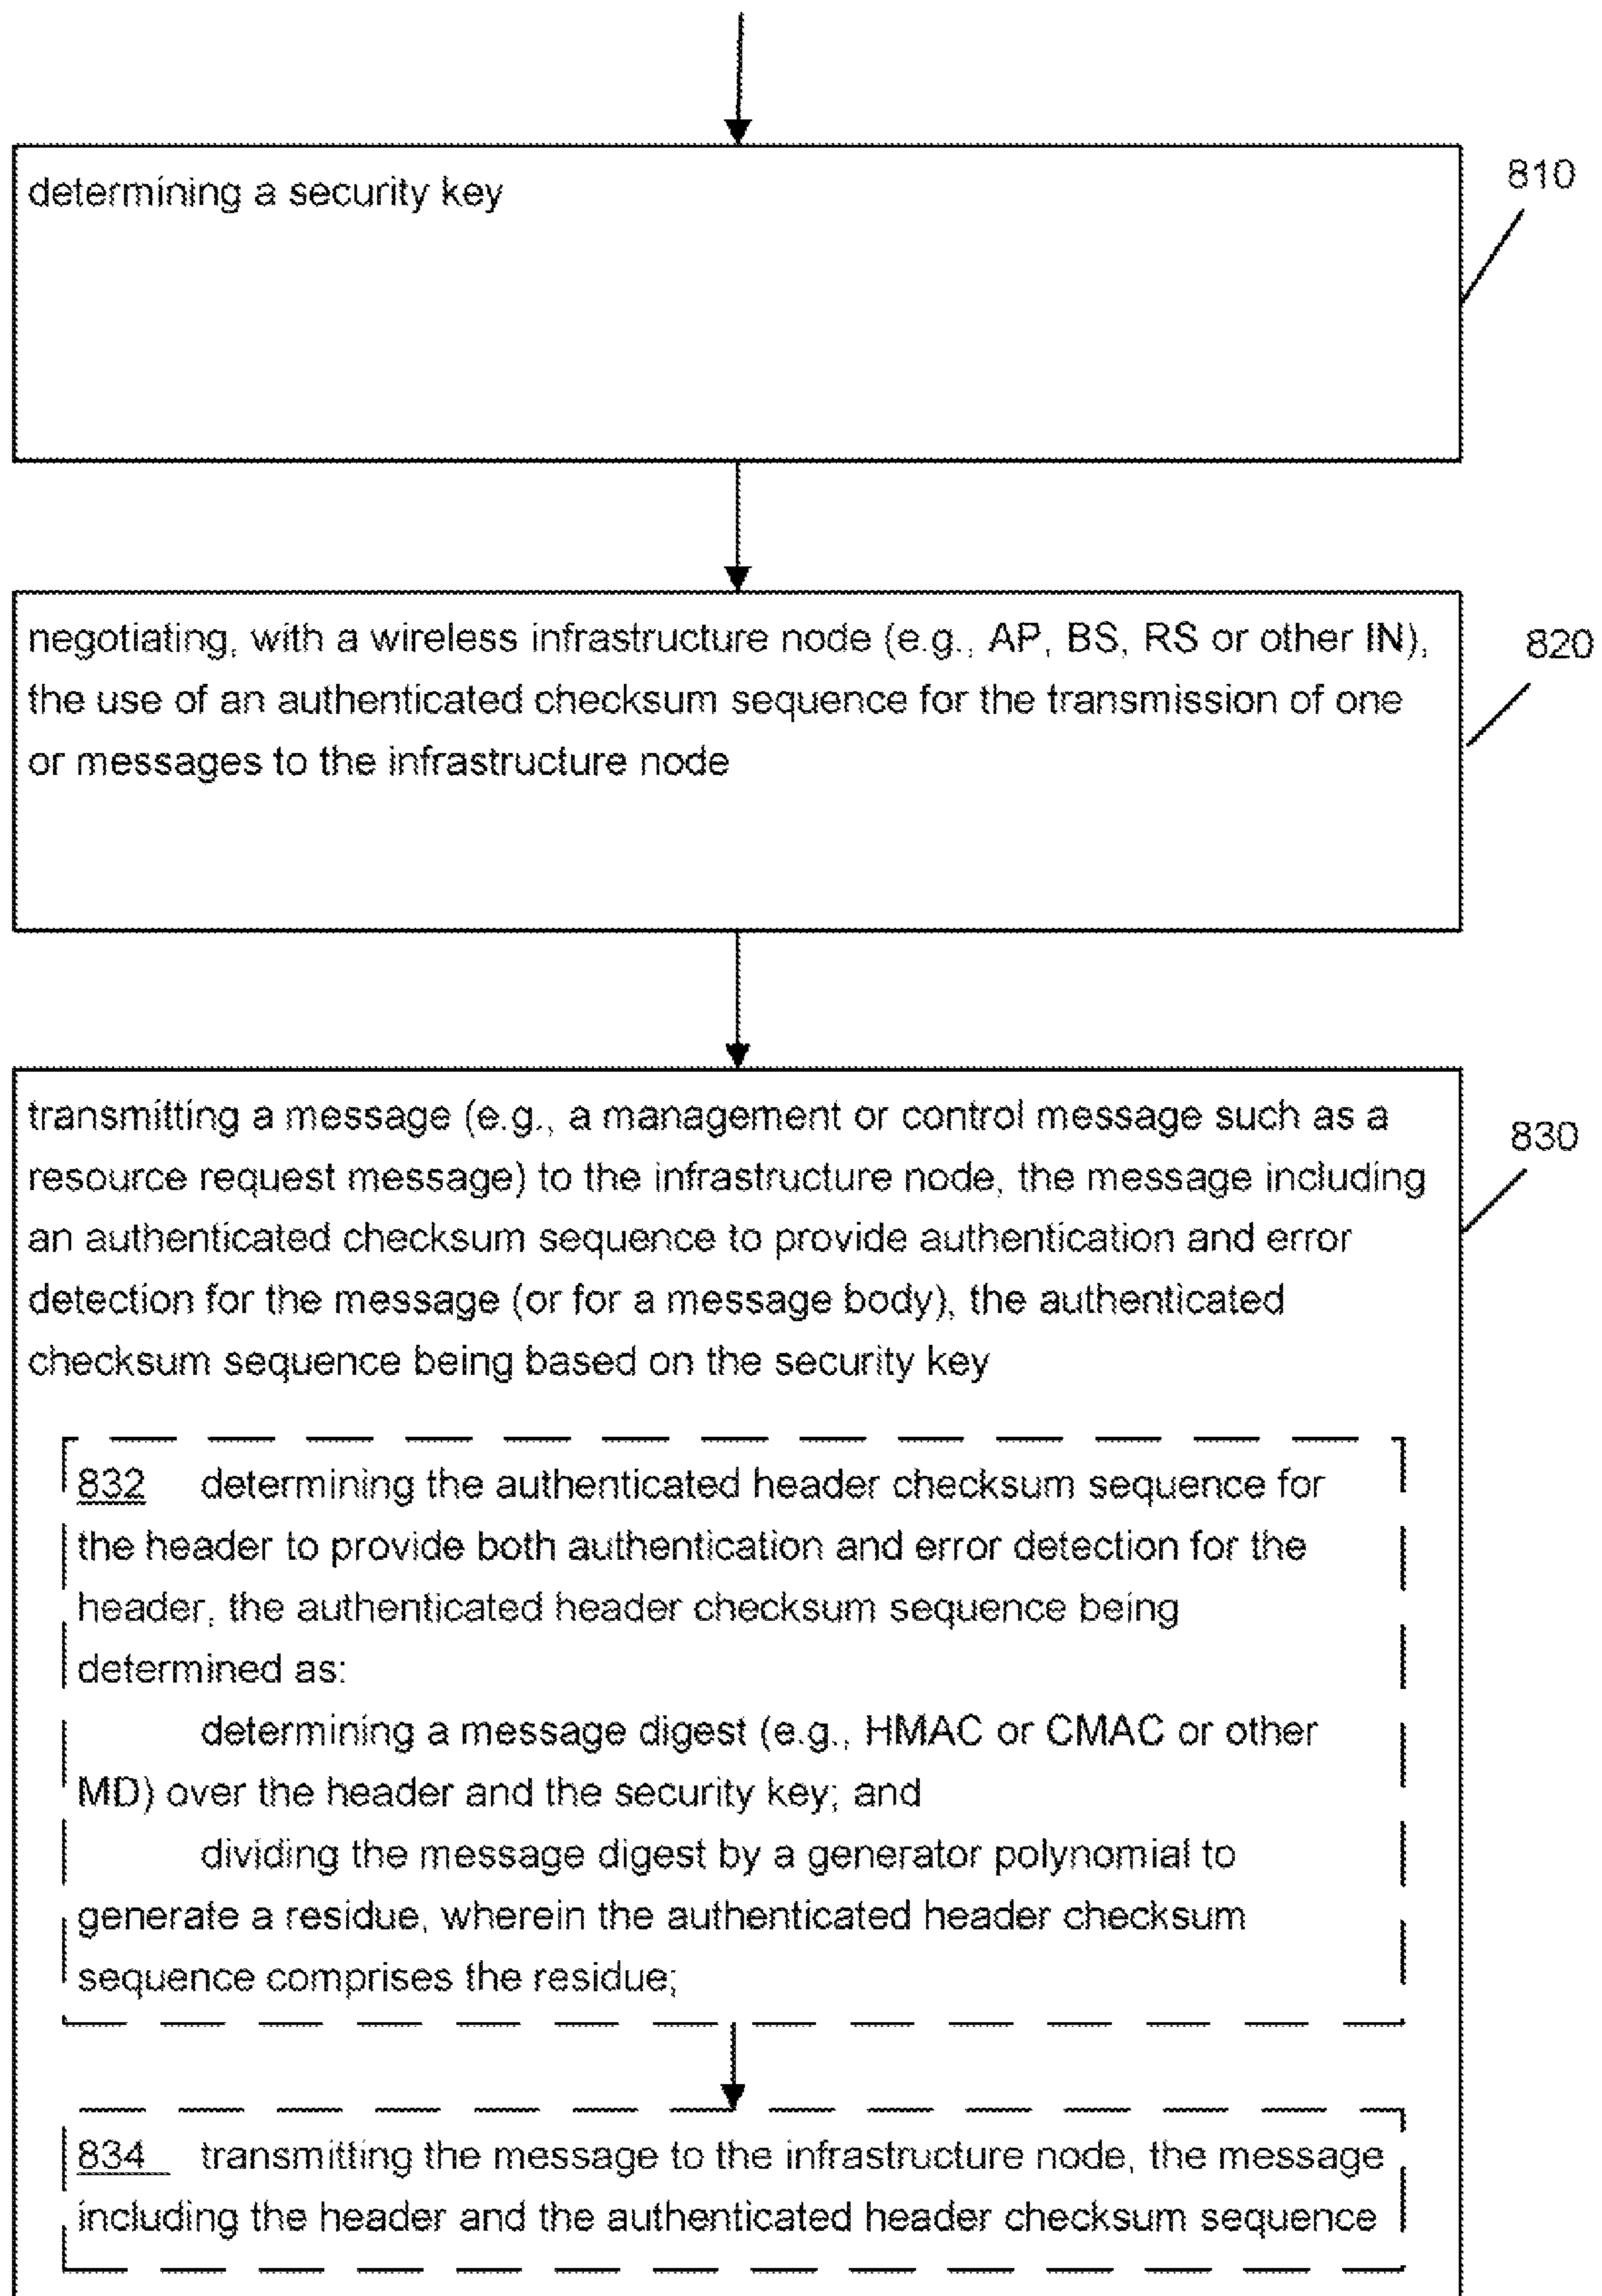 determining a security key
810
negotiating, with a wireless infrastructure node (e.g., AP, BS, RS or other IN),
the use of an authenticated checksum sequence for the transmission of one
or messages to the infrastructure node
820
transmitting a message (e.g., a management or control message such as a
resource request message) to the infrastructure node, the message including
an authenticated checksum sequence to provide authentication and error
detection for the message (or for a message body), the authenticated
checksum sequence being based on the security key
830
832 determining the authenticated header checksum sequence for
the header to provide both authentication and error detection for the
header, the authenticated header checksum sequence being
determined as:
determining a message digest (e.g., HMAC or CMAC or other
MD) over the header and the security key; and
dividing the message digest by a generator polynomial to
generate a residue, wherein the authenticated header checksum
sequence comprises the residue;
834 transmitting the message to the infrastructure node, the message
including the header and the authenticated header checksum sequence